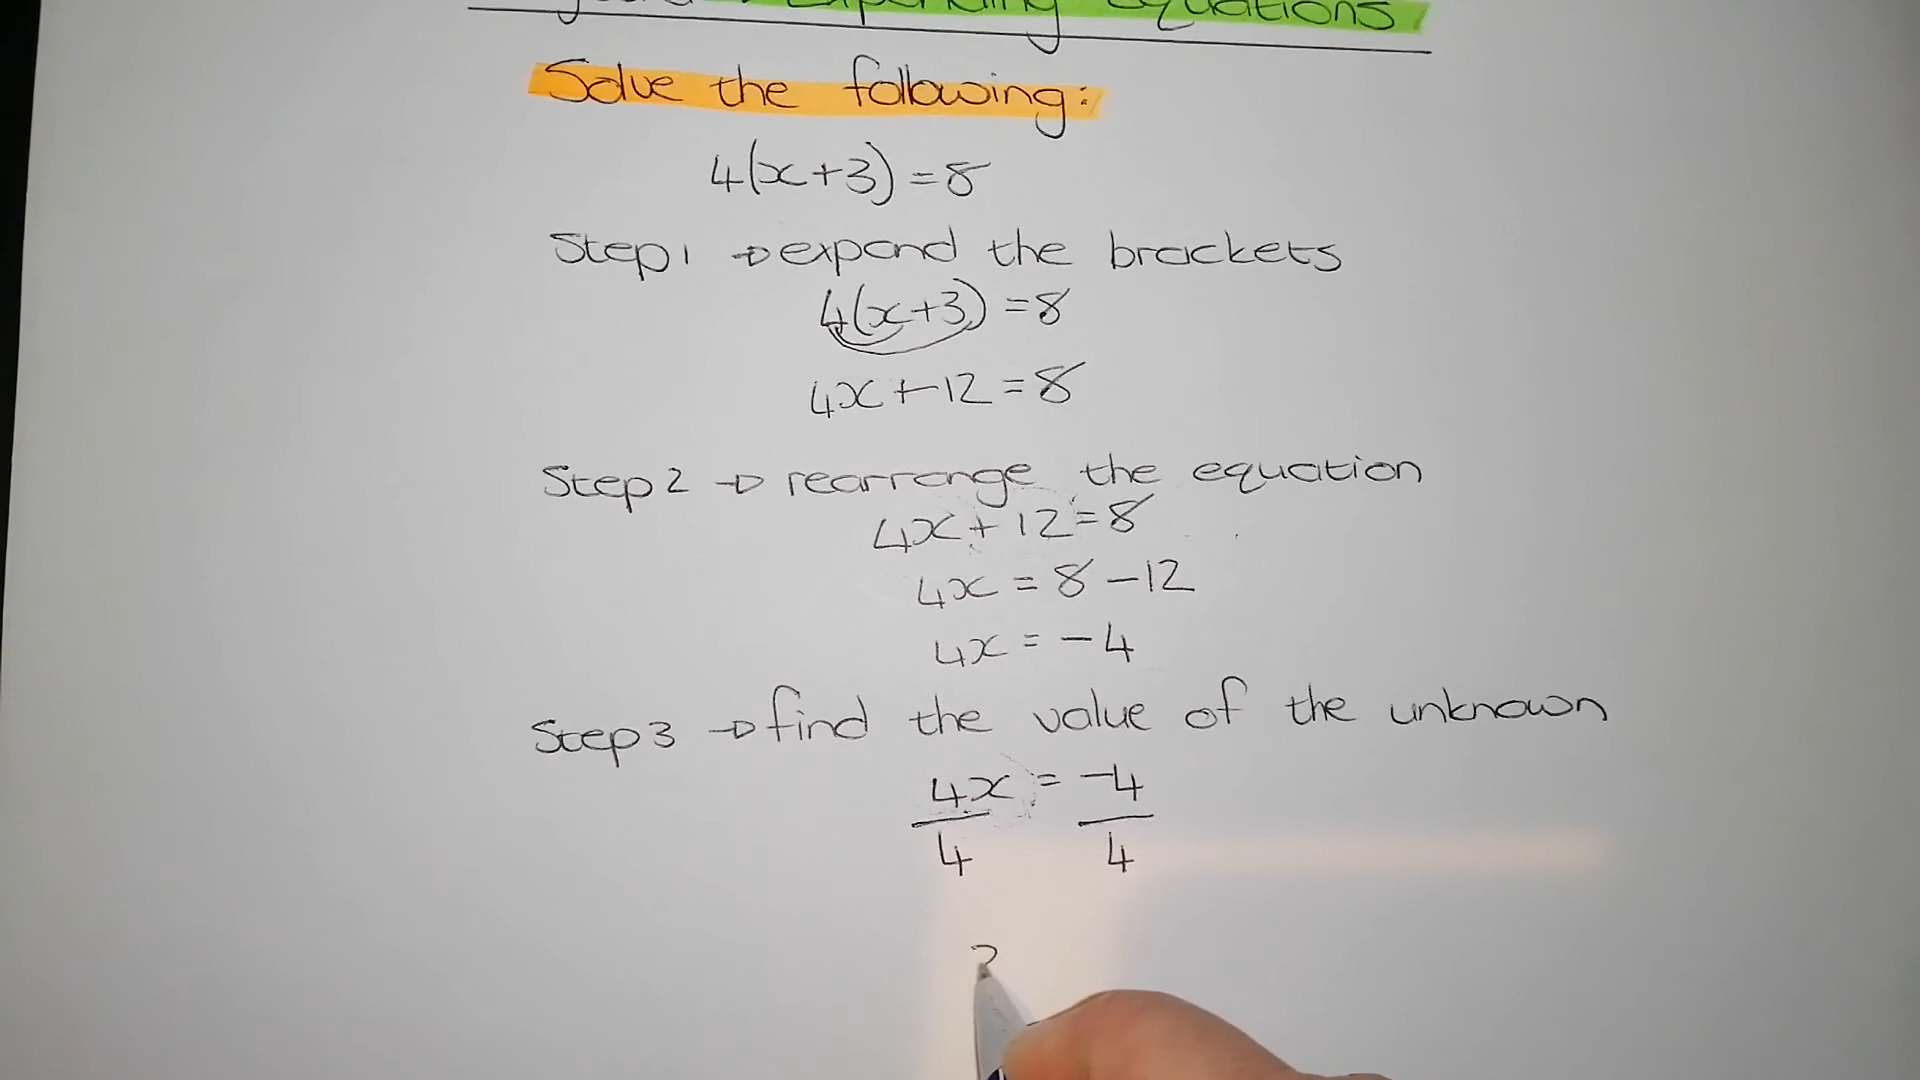 expanding equations
Solve the following:
4(x+3)=8
Step 1 → expand the brackets
4(x+3)=8
4x+12=8
Step 2 → rearrange the equation
4x+12=8
4x=8-12
4x=-4
Step 3 → find the value of the unknown
4x = -4
4 4